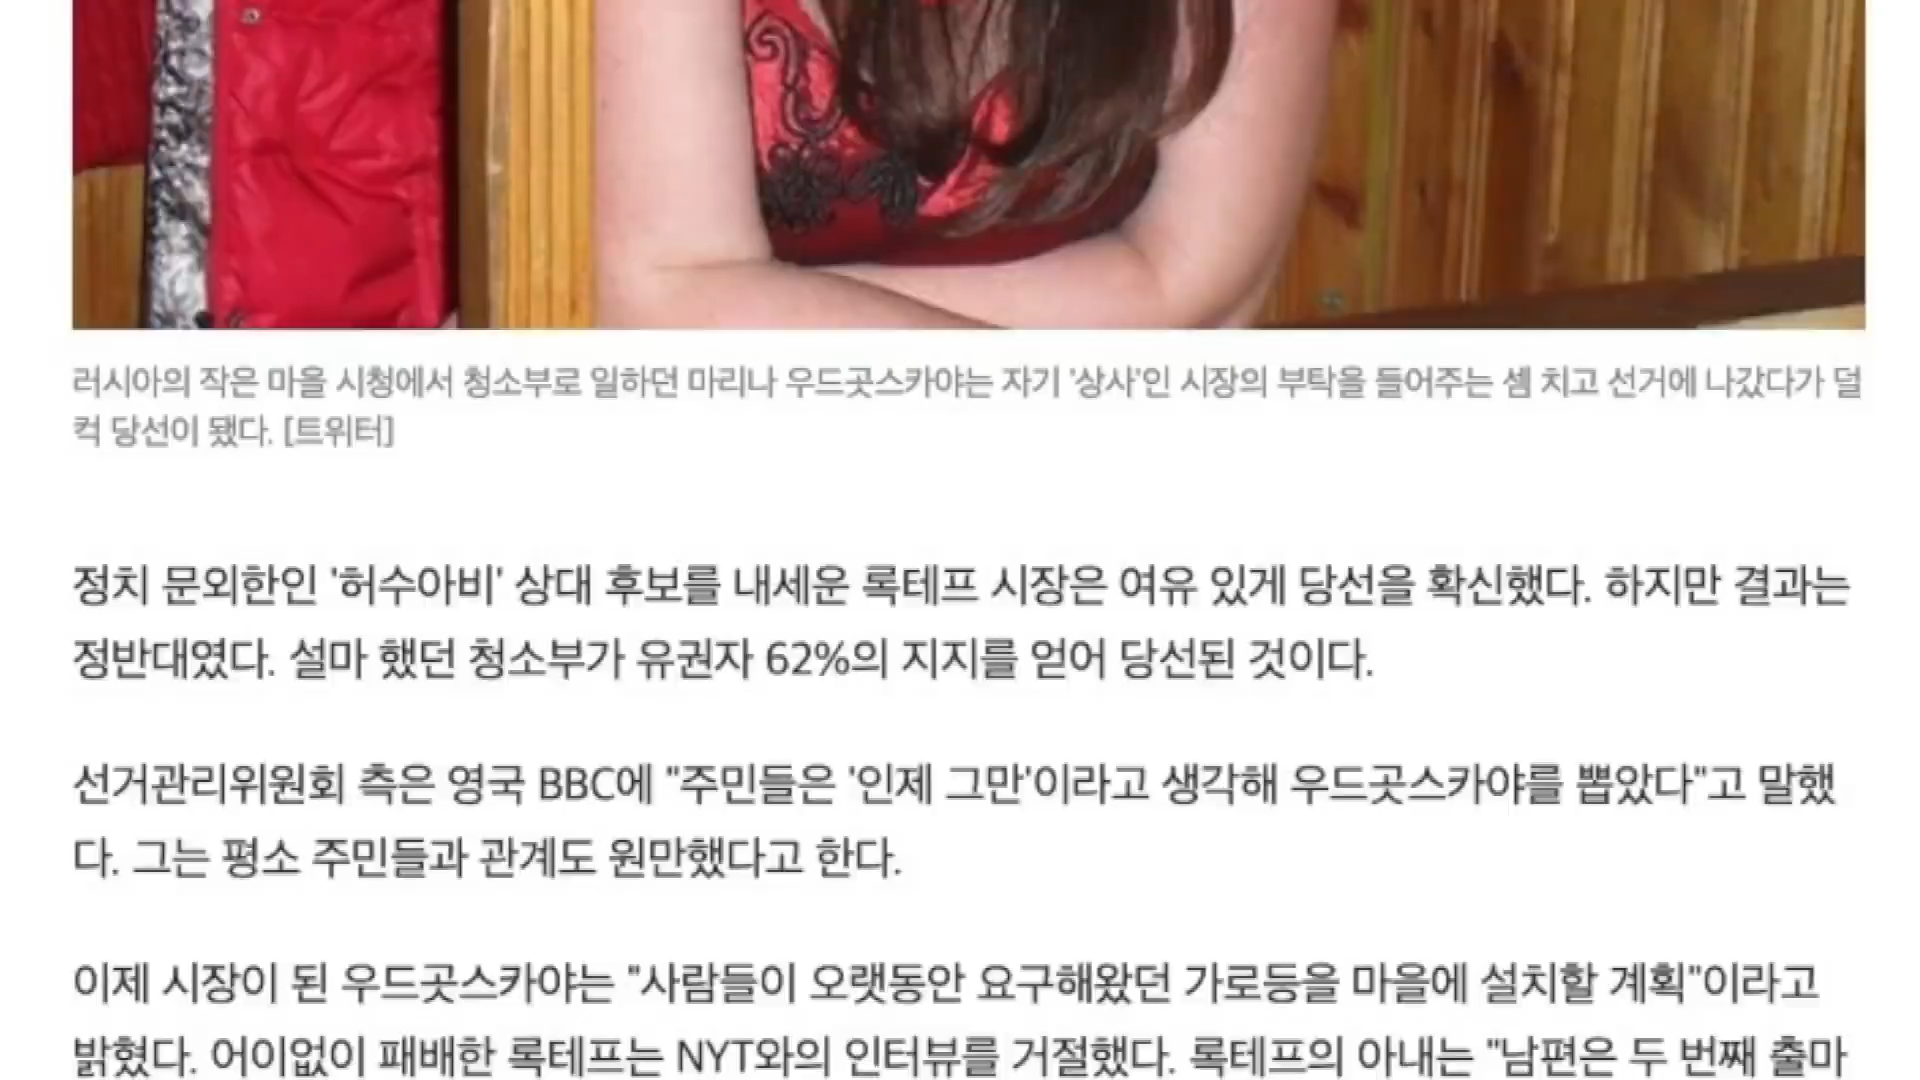 러시아의 작은 마을 시청에서 청소부로 일하던 마리나 우드곳스카야는 자기 '상사'인 시장의 부탁을 들어주는 셈 치고 선거에 나갔다가 덜
컥 당선이 됐다. [트위터]
정치 문외한인 '허수아비' 상대 후보를 내세운 록테프 시장은 여유 있게 당선을 확신했다. 하지만 결과는
정반대였다. 설마 했던 청소부가 유권자 62%의 지지를 얻어 당선된 것이다.
선거관리위원회 측은 영국 BBC에 "주민들은 '인제 그만'이라고 생각해 우드곳스카야를 뽑았다"고 말했
다. 그는 평소 주민들과 관계도 원만했다고 한다.
이제 시장이 된 우드곳스카야는 "사람들이 오랫동안 요구해왔던 가로등을 마을에 설치할 계획"이라고
밝혔다. 어이없이 패배한 록테프는 NYT와의 인터뷰를 거절했다. 록테프의 아내는 "남편은 두 번째 출마